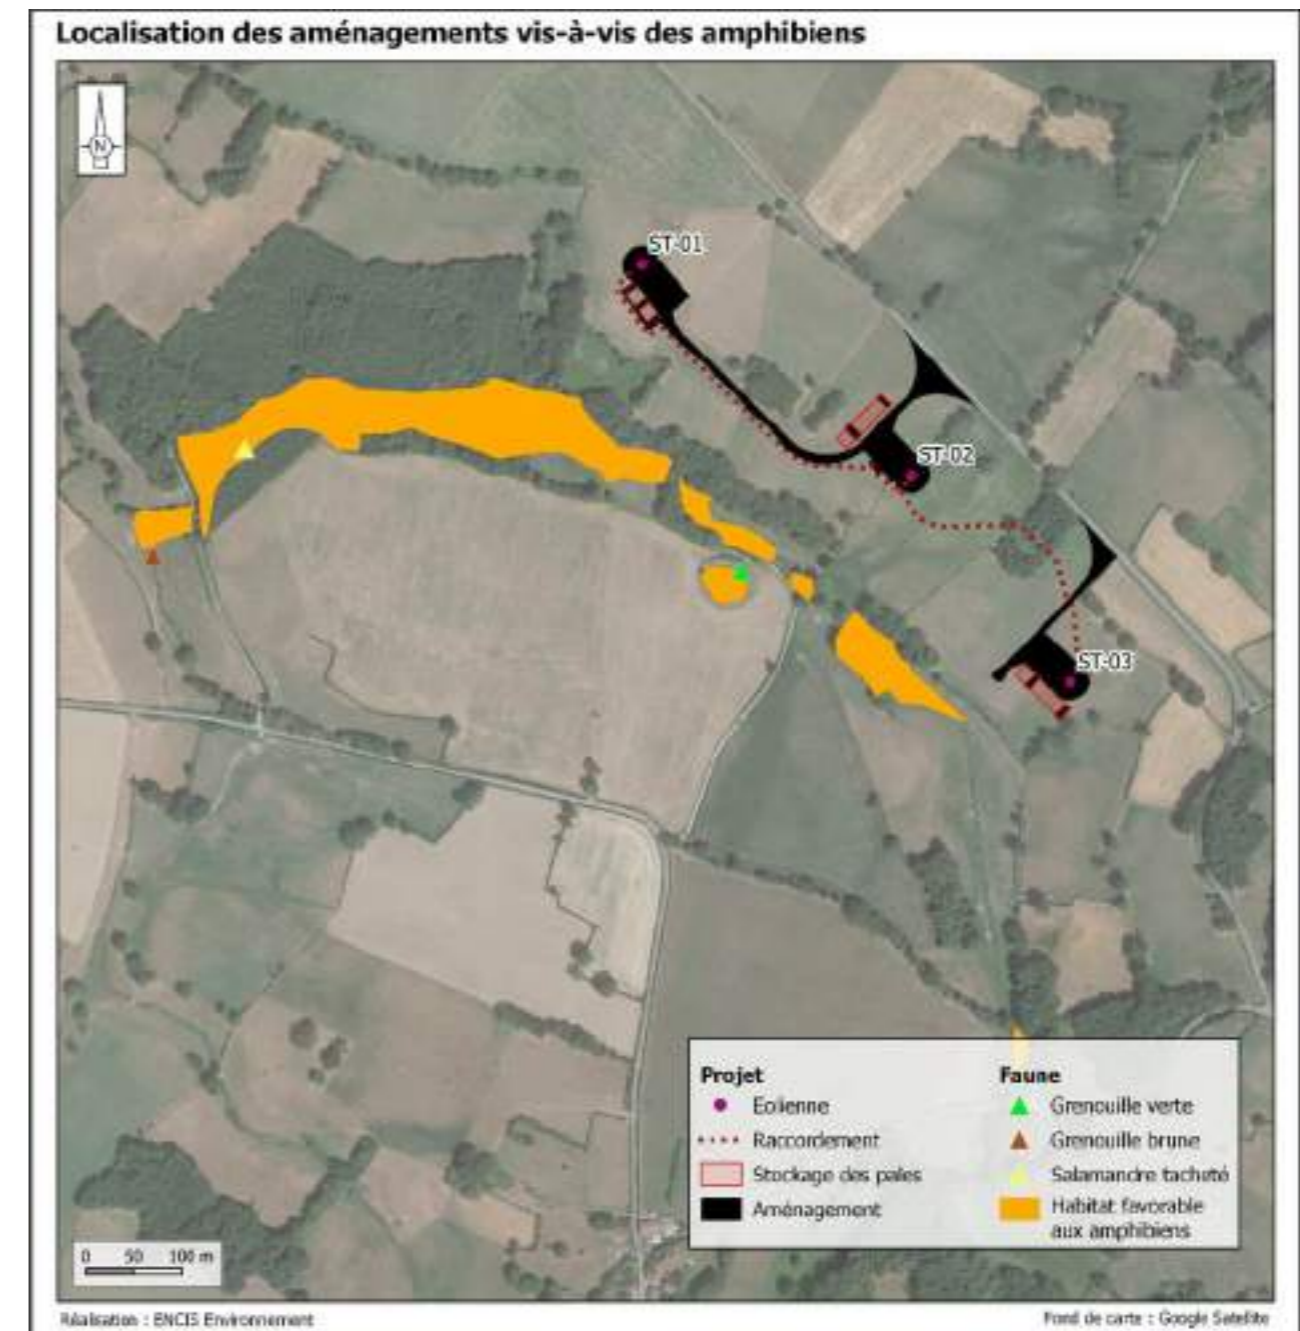 Localisation des aménagements vis-à-vis des amphibiens
N
ST-01
ST-02
ST-03
Projet
Eolienne
Raccordement
Stockage des pales
Aménagement
Faune
Grenouille verte
Grenouille brune
Salamandre tacheté
Habitat favorable
aux amphibiens
0 50 100 m
Réalisation : ENCIS Environnement
Fond de carte : Google Satellite